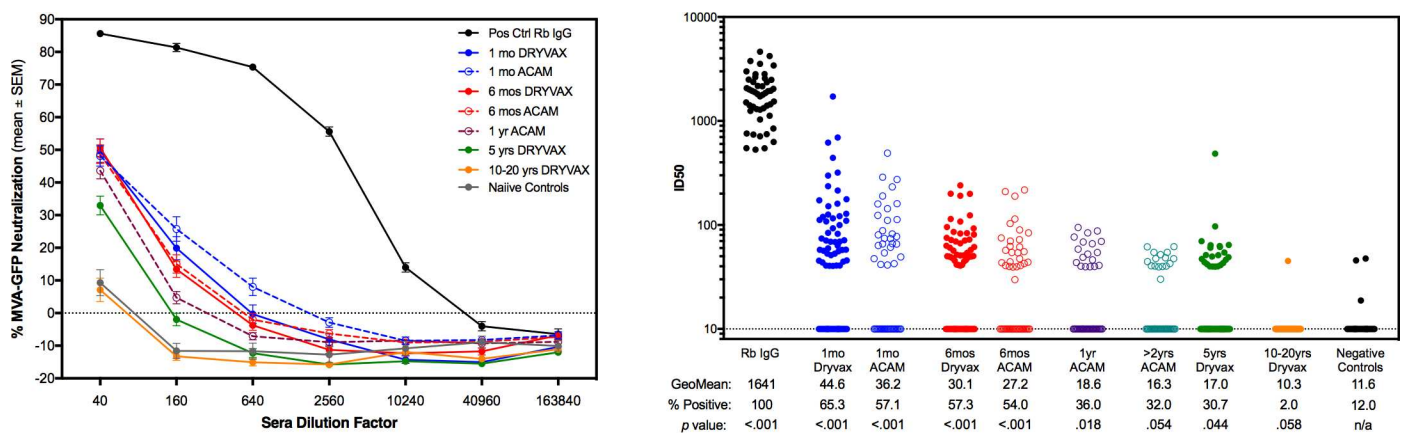 90
80
70
60
50
40
30
20
10
0
-10
-20
% MVA-GFP Neutralization (mean ± SEM)
40 160 640 2560 10240 40960 163840
Sera Dilution Factor
Pos Ctrl Rb IgG
1 mo DRYVAX
1 mo ACAM
6 mos DRYVAX
6 mos ACAM
1 yr ACAM
5 yrs DRYVAX
10-20 yrs DRYVAX
Naiive Controls
10000
1000
100
10
ID50
Rb IgG 1mo 1mo 6mos 6mos 1yr >2yrs 5yrs 10-20yrs Negative
Dryvax ACAM Dryvax ACAM ACAM ACAM Dryvax Dryvax Controls
GeoMean: 1641 44.6 36.2 30.1 27.2 18.6 16.3 17.0 10.3 11.6
% Positive: 100 65.3 57.1 57.3 54.0 36.0 32.0 30.7 2.0 12.0
p value: <.001 <.001 <.001 <.001 <.001 .018 .054 .044 .058 n/a